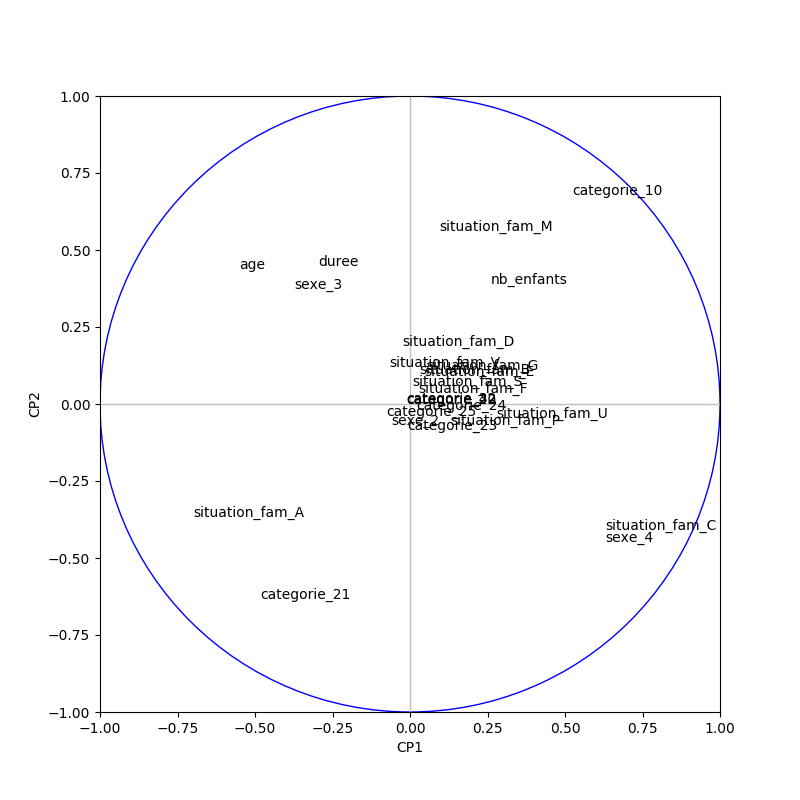 1.00
0.75
categorie_10
situation_fam_M
0.50
age
duree
sexe_3
nb_enfants
0.25
situation_fam_D
situation_fam_V
situation_fam_G
situation_fam_S
situation_fam_F
CP2
0.00
categorie_24
categorie_25
situation_fam_U
sexe_2
situation_fam_P
categorie_23
−0.25
situation_fam_A
situation_fam_C
sexe_4
−0.50
categorie_21
−0.75
−1.00
−1.00 −0.75 −0.50 −0.25 0.00 0.25 0.50 0.75 1.00
CP1